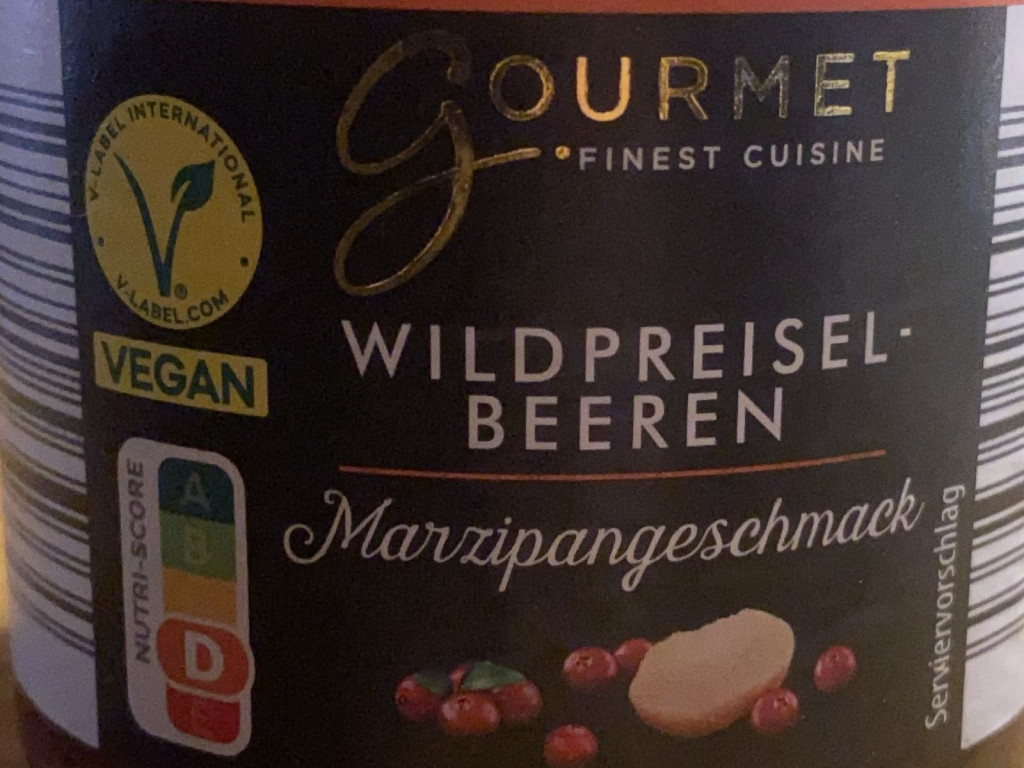 gOURMET
FINEST CUISINE
V-LABEL INTERNATIONAL
V-LABEL.COM
®
VEGAN
WILDPREISEL-
BEEREN
Marzipangeschmack
NUTRI-SCORE
A
B
D
E
Serviervorschlag